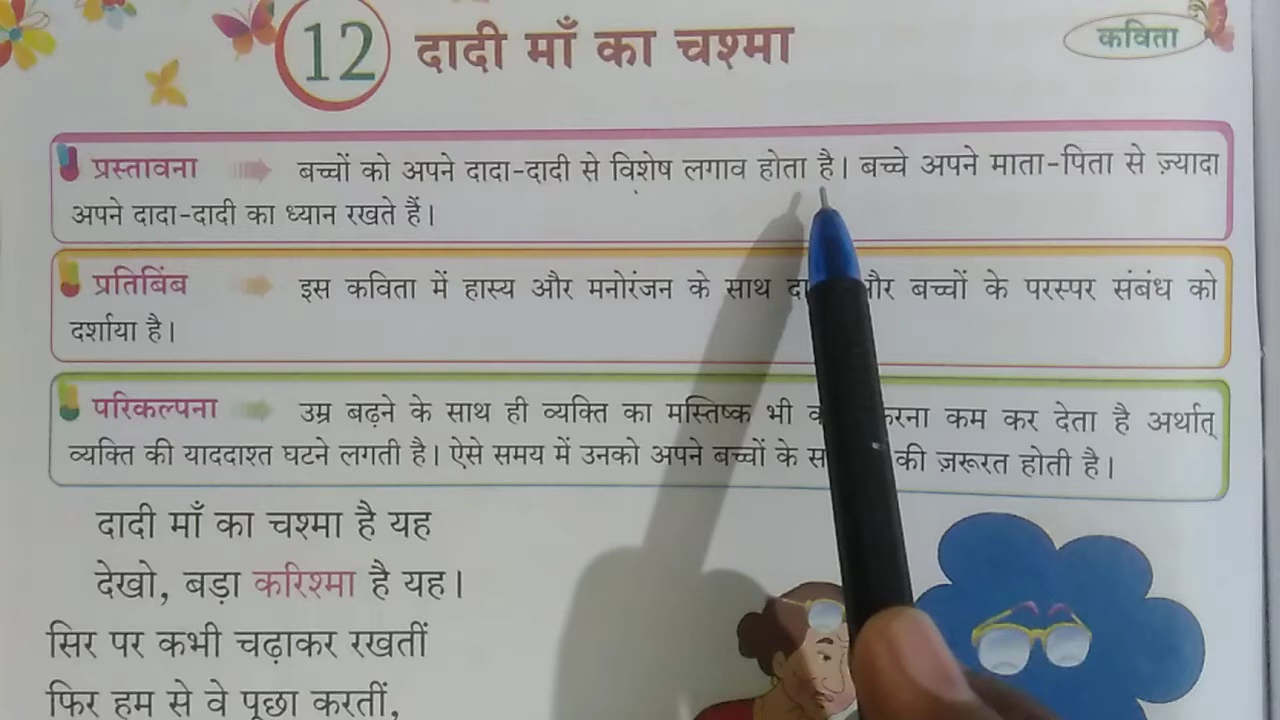 12 दादी माँ का चश्मा
कविता
प्रस्तावना बच्चों को अपने दादा-दादी से विशेष लगाव होता है। बच्चे अपने माता-पिता से ज़्यादा
अपने दादा-दादी का ध्यान रखते हैं।
प्रतिबिंब इस कविता में हास्य और मनोरंजन के साथ और बच्चों के परस्पर संबंध को
दर्शाया है।
परिकल्पना उम्र बढ़ने के साथ ही व्यक्ति का मस्तिष्क भी करना कम कर देता है अर्थात्
व्यक्ति की याददाश्त घटने लगती है। ऐसे समय में उनको अपने बच्चों के की ज़रूरत होती है।
दादी माँ का चश्मा है यह
देखो, बड़ा करिश्मा है यह।
सिर पर कभी चढ़ाकर रखतीं
फिर हम से वे पूछा करतीं,